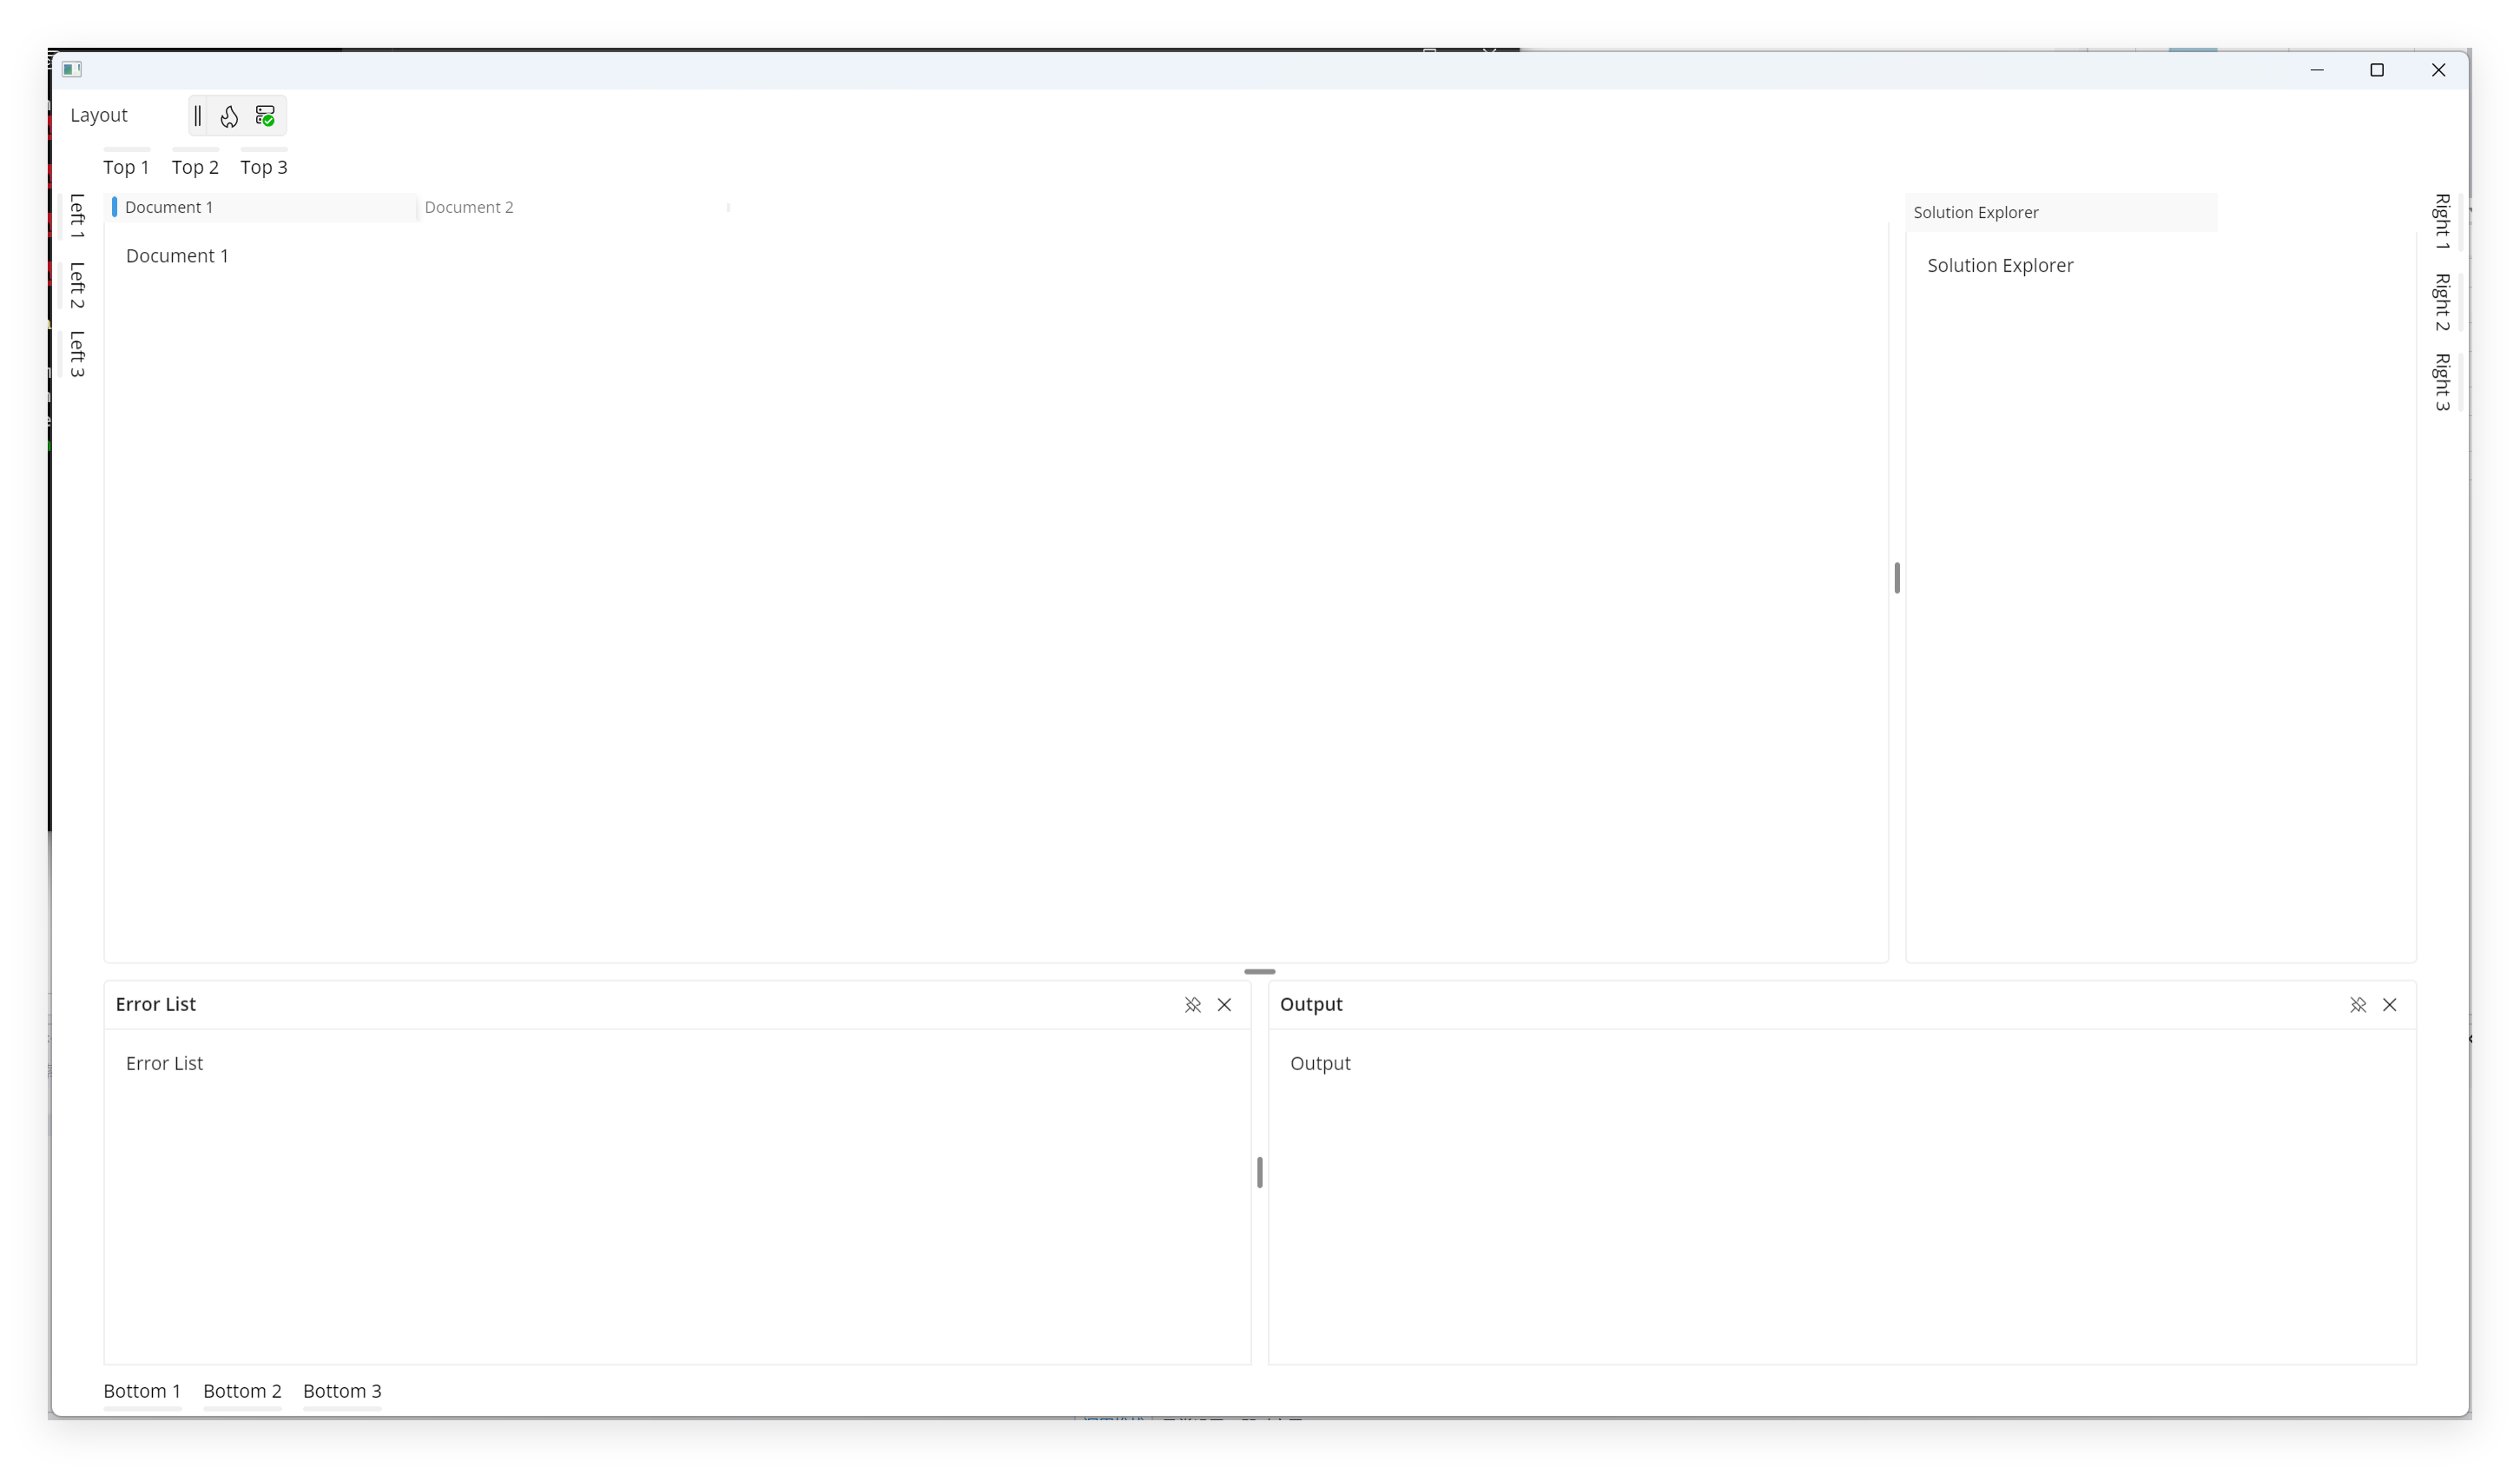 Layout
Top 1 Top 2 Top 3
Left 1
Left 2
Left 3
Document 1 Document 2
Document 1
Solution Explorer
Solution Explorer
Right 1
Right 2
Right 3
Error List
Error List
Output
Output
Bottom 1 Bottom 2 Bottom 3